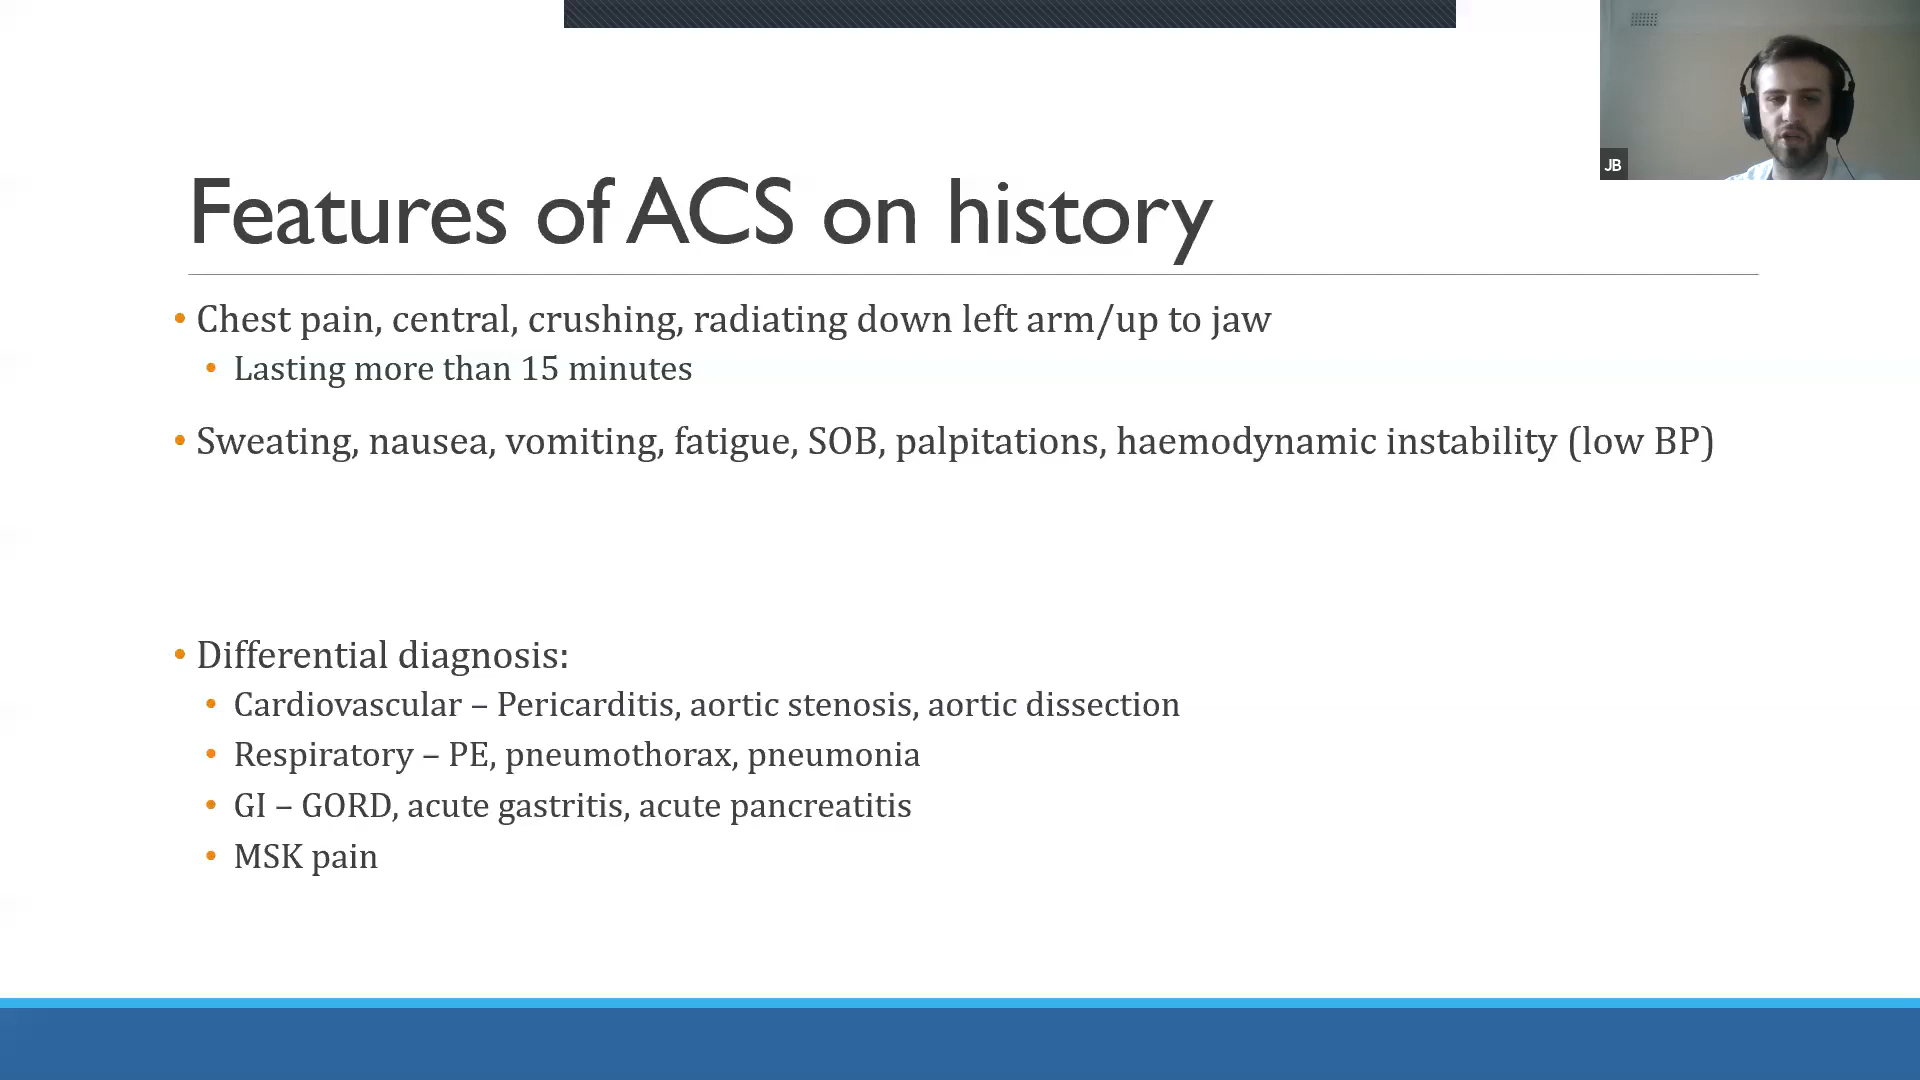 JB
Features of ACS on history
• Chest pain, central, crushing, radiating down left arm/up to jaw
• Lasting more than 15 minutes
• Sweating, nausea, vomiting, fatigue, SOB, palpitations, haemodynamic instability (low BP)
• Differential diagnosis:
• Cardiovascular – Pericarditis, aortic stenosis, aortic dissection
• Respiratory – PE, pneumothorax, pneumonia
• GI – GORD, acute gastritis, acute pancreatitis
• MSK pain